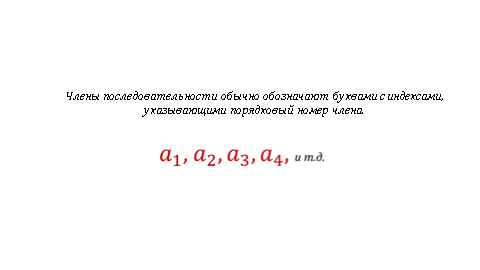 Члены последовательности обычно обозначают буквами с индексами,
указывающими порядковый номер члена.
a₁, a₂, a₃, a₄, и т.д.